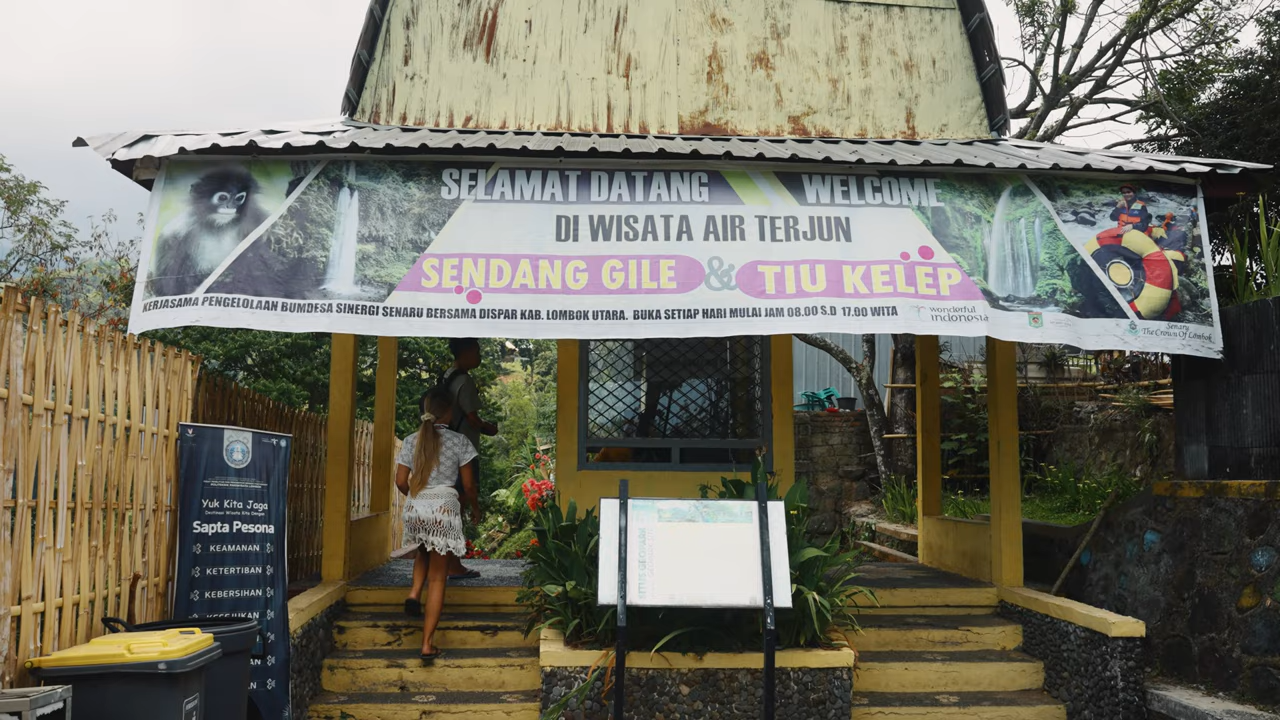 SELAMAT DATANG WELCOME
DI WISATA AIR TERJUN
SENDANG GILE & TIU KELEP
KERJASAMA PENGELOLAAN BUMDESA SINERGI SENARU BERSAMA DISPAR KAB. LOMBOK UTARA. BUKA SETIAP HARI MULAI JAM 08.00 S.D 17.00 WITA
wonderful
indonesia
Senaru
The Crown Of Lombok
Yuk Kita Jaga
Sapta Pesona
KEAMANAN
KETERTIBAN
KEBERSIHAN